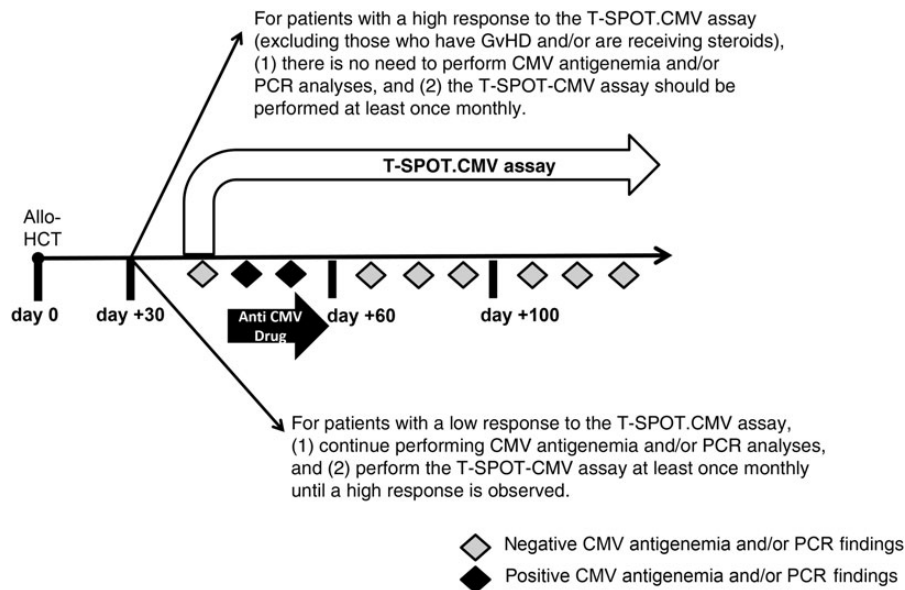 For patients with a high response to the T-SPOT.CMV assay
(excluding those who have GvHD and/or are receiving steroids),
(1) there is no need to perform CMV antigenemia and/or
PCR analyses, and (2) the T-SPOT-CMV assay should be
performed at least once monthly.
T-SPOT.CMV assay
Allo-
HCT
day 0
day +30
day +60
day +100
Anti CMV
Drug
For patients with a low response to the T-SPOT.CMV assay,
(1) continue performing CMV antigenemia and/or PCR analyses,
and (2) perform the T-SPOT-CMV assay at least once monthly
until a high response is observed.
Negative CMV antigenemia and/or PCR findings
Positive CMV antigenemia and/or PCR findings